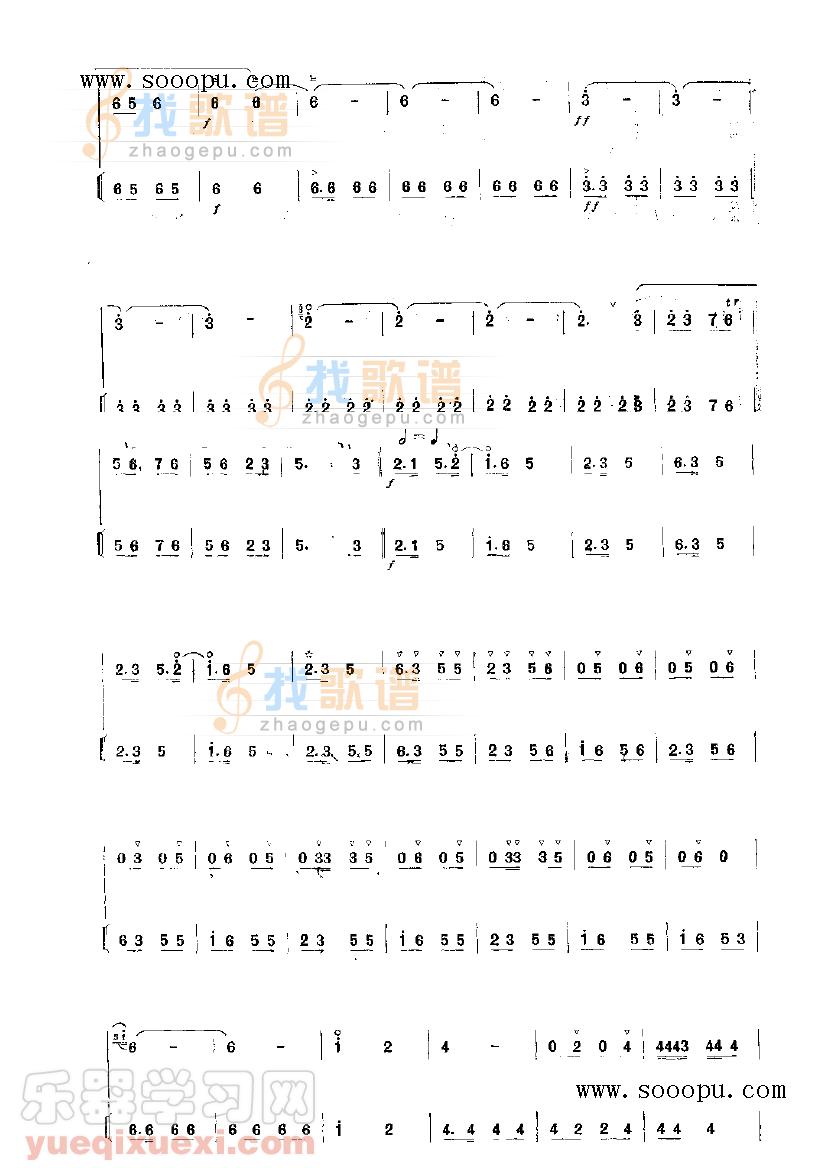 www. sooopu. com
6 5 6 | 6 6 | 6 - | 6 - | 6 - | 3 - | 3 -
f ff
找歌谱
zhaogepu.com
6 5 6 5 | 6 6 | 6. 6 6 6 | 6 6 6 6 | 6 6 6 6 | 3. 3 3 3 | 3 3 3 3
f ff
tr
3 - | 3 - | 2 - | 2 - | 2 - | 2. 3 | 2 3 7 6
找歌谱
zhaogepu.com
3 3 3 3 | 3 3 3 3 | 2 2 2 2 | 2 2 2 2 | 2 2 2 2 | 2 2 2 3 | 2 3 7 6
5 6. 7 6 | 5 6 2 3 | 5. 3 | 2. 1 5. 2 | 1. 6 5 | 2. 3 5 | 6. 3 5
f
5 6 7 6 | 5 6 2 3 | 5. 3 | 2. 1 5 | 1. 6 5 | 2. 3 5 | 6. 3 5
f
2. 3 5. 2 | 1. 6 5 | 2. 3 5 | 6. 3 5 5 | 2 3 5 6 | 0 5 0 6 | 0 5 0 6
找歌谱
zhaogepu.com
2. 3 5 | 1. 6 5 | 2. 3 5. 5 | 6. 3 5 5 | 2 3 5 5 | 1 6 5 6 | 2. 3 5 6
0 3 0 5 | 0 6 0 5 | 0 33 3 5 | 0 6 0 5 | 0 33 3 5 | 0 6 0 5 | 0 6 0
6 3 5 5 | 1 6 5 5 | 2 3 5 5 | 1 6 5 5 | 2 3 5 5 | 1 6 5 5 | 1 6 5 3
6 - | 6 - | 1 2 | 4 - | 0 2 0 4 | 4443 44 4
乐器学习网
www. sooopu. com
6. 6 6 6 | 6 6 6 6 | 1 2 | 4. 4 4 4 | 4 2 2 4 | 4 4 4
yueqixuexi.com